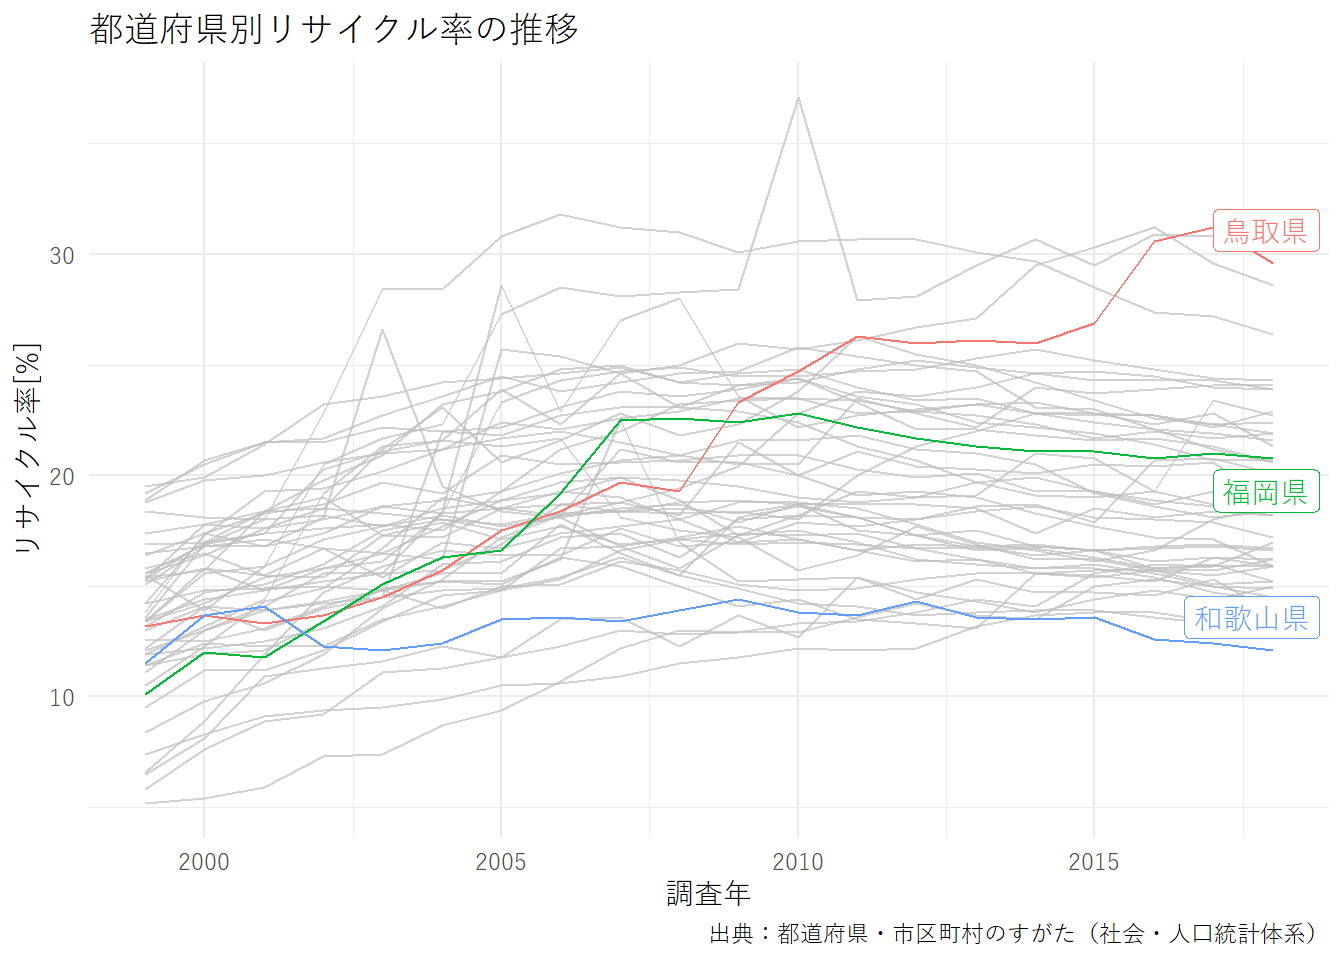 都道府県別リサイクル率の推移
リサイクル率[%]
30
20
10
鳥取県
福岡県
和歌山県
2000
2005
2010
2015
調査年
出典：都道府県・市区町村のすがた（社会・人口統計体系）